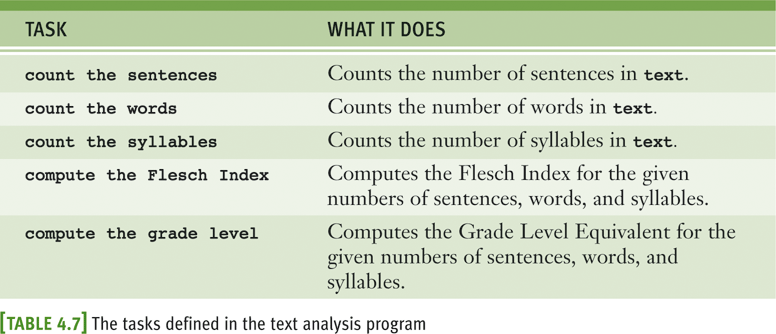 TASK WHAT IT DOES
count the sentences Counts the number of sentences in text.
count the words Counts the number of words in text.
count the syllables Counts the number of syllables in text.
compute the Flesch Index Computes the Flesch Index for the given
numbers of sentences, words, and syllables.
compute the grade level Computes the Grade Level Equivalent for the
given numbers of sentences, words, and
syllables.
[TABLE 4.7] The tasks defined in the text analysis program